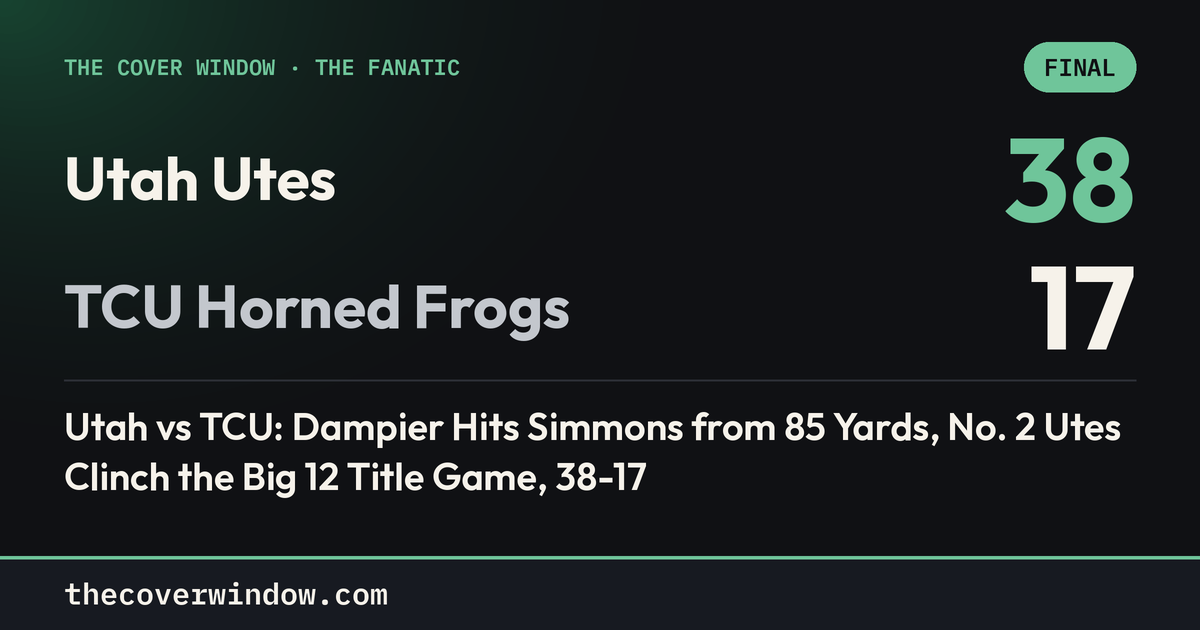 THE COVER WINDOW · THE FANATIC
FINAL
Utah Utes
38
TCU Horned Frogs
17
Utah vs TCU: Dampier Hits Simmons from 85 Yards, No. 2 Utes
Clinch the Big 12 Title Game, 38-17
thecoverwindow.com